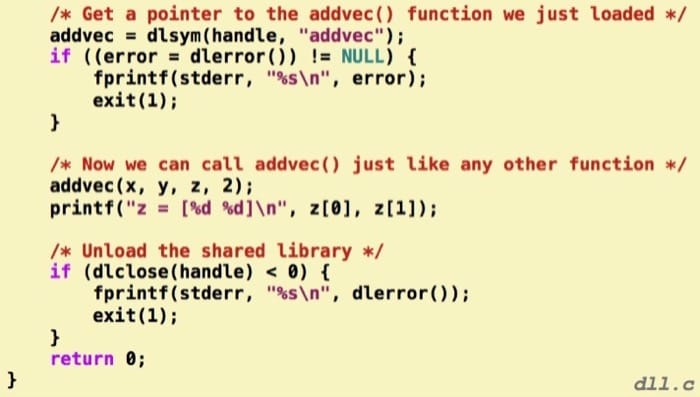 /* Get a pointer to the addvec() function we just loaded */
addvec = dlsym(handle, "addvec");
if ((error = dlerror()) != NULL) {
    fprintf(stderr, "%s\n", error);
    exit(1);
}
/* Now we can call addvec() just like any other function */
addvec(x, y, z, 2);
printf("z = [%d %d]\n", z[0], z[1]);
/* Unload the shared library */
if (dlclose(handle) < 0) {
    fprintf(stderr, "%s\n", dlerror());
    exit(1);
}
return 0;
}
dll.c